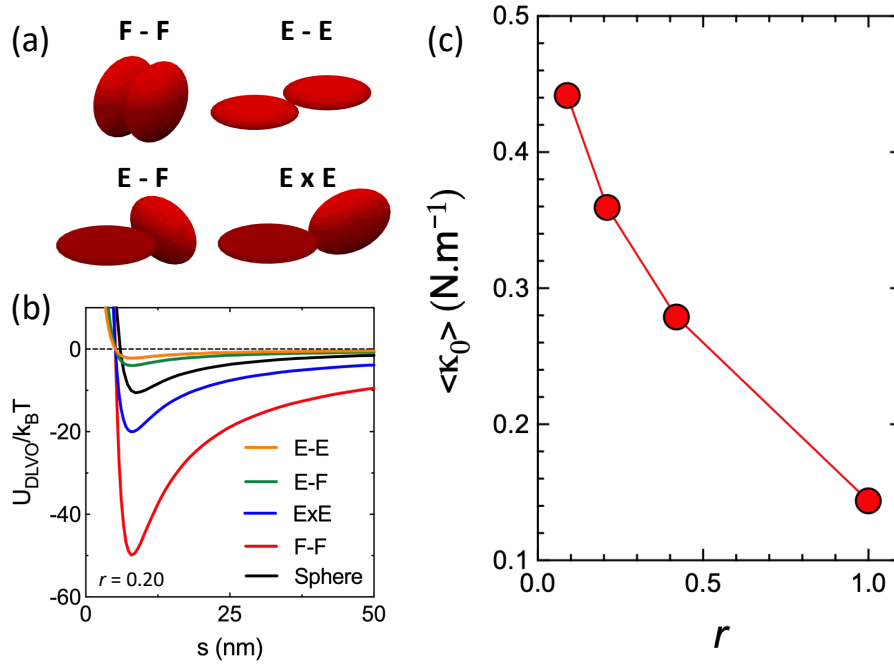 (a)
F - F
E - E
E - F
E x E
(b)
U_DLVO/k_BT
0
-20
-40
-60
E-E
E-F
ExE
F-F
Sphere
r = 0.20
0
25
50
s (nm)
(c)
<κ₀> (N.m⁻¹)
0.5
0.4
0.3
0.2
0.1
0.0
0.5
1.0
r